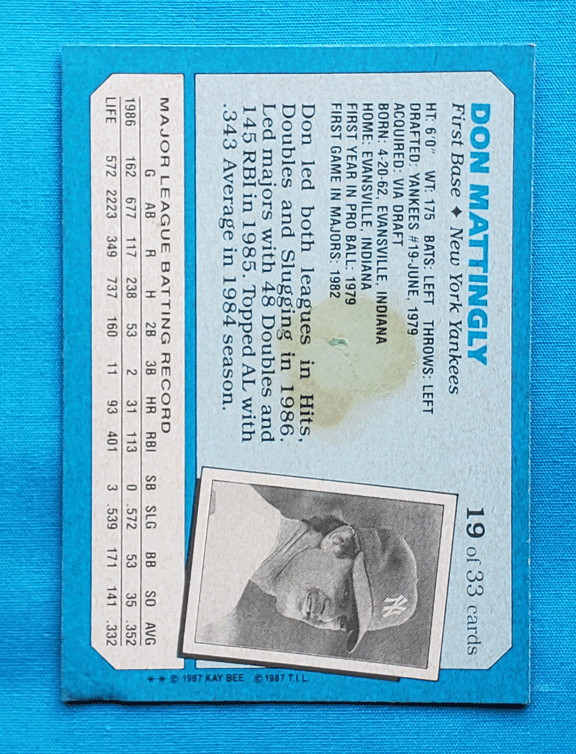 DON MATTINGLY
First Base ♦ New York Yankees
19 of 33 cards
HT: 6'0" WT: 175 BATS: LEFT THROWS: LEFT
DRAFTED: YANKEES #19-JUNE, 1979
ACQUIRED: VIA DRAFT
BORN: 4-20-62, EVANSVILLE, INDIANA
HOME: EVANSVILLE, INDIANA
FIRST YEAR IN PRO BALL: 1979
FIRST GAME IN MAJORS: 1982
Don led both leagues in Hits,
Doubles and Slugging in 1986.
Led majors with 48 Doubles and
145 RBI in 1985. Topped AL with
.343 Average in 1984 season.
NY
MAJOR LEAGUE BATTING RECORD
G AB R H 2B 3B HR RBI SB SLG BB SO AVG
1986 162 677 117 238 53 2 31 113 0 .572 53 35 .352
LIFE 572 2223 349 737 160 11 93 401 3 .539 171 141 .332
** © 1987 KAY BEE © 1987 T.I.L.